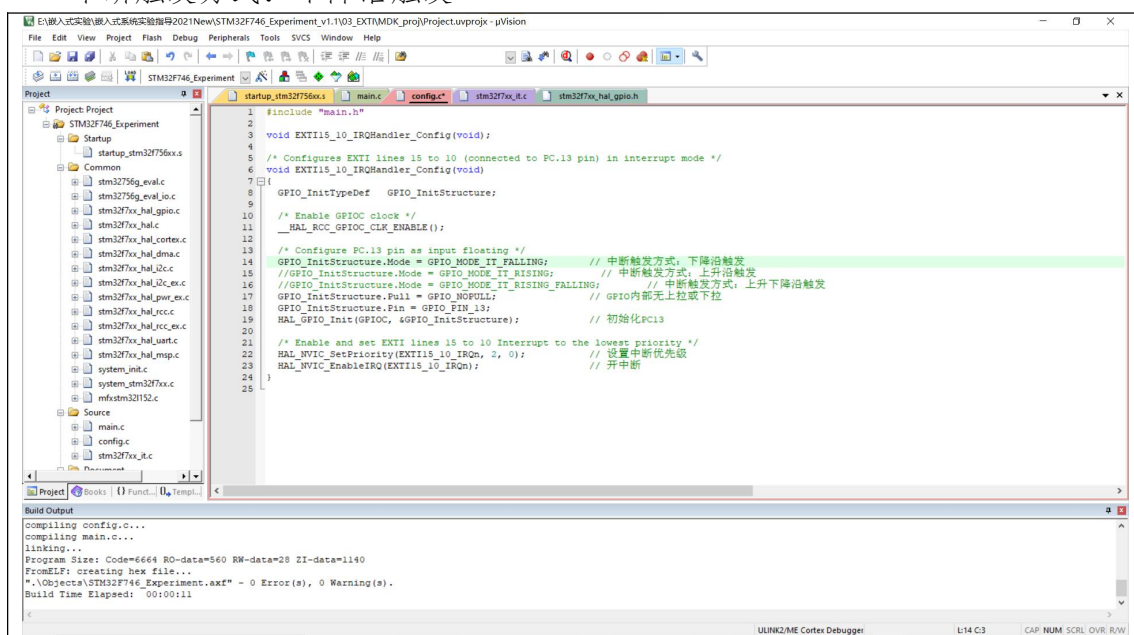 E:\嵌入式实验\嵌入式系统实验指导2021New\STM32F746_Experiment_v1.1\03_EXTI\MDK_proj\Project.uvprojx - µVision
File Edit View Project Flash Debug Peripherals Tools SVCS Window Help
STM32F746_Experiment
Project
startup_stm32f756xx.s main.c config.c* stm32f7xx_it.c stm32f7xx_hal_gpio.h
Project: Project
STM32F746_Experiment
Startup
startup_stm32f756xx.s
Common
stm32756g_eval.c
stm32756g_eval_io.c
stm32f7xx_hal_gpio.c
stm32f7xx_hal.c
stm32f7xx_hal_cortex.c
stm32f7xx_hal_dma.c
stm32f7xx_hal_i2c.c
stm32f7xx_hal_i2c_ex.c
stm32f7xx_hal_pwr_ex.c
stm32f7xx_hal_rcc.c
stm32f7xx_hal_rcc_ex.c
stm32f7xx_hal_uart.c
stm32f7xx_hal_msp.c
system_init.c
system_stm32f7xx.c
mfxstm32l152.c
Source
main.c
config.c
stm32f7xx_it.c
Project Books {} Funct... Templ...
1 #include "main.h"
2
3 void EXTI15_10_IRQHandler_Config(void);
4
5 /* Configures EXTI lines 15 to 10 (connected to PC.13 pin) in interrupt mode */
6 void EXTI15_10_IRQHandler_Config(void)
7 {
8 GPIO_InitTypeDef GPIO_InitStructure;
9
10 /* Enable GPIOC clock */
11 __HAL_RCC_GPIOC_CLK_ENABLE();
12
13 /* Configure PC.13 pin as input floating */
14 GPIO_InitStructure.Mode = GPIO_MODE_IT_FALLING; // 中断触发方式：下降沿触发
15 //GPIO_InitStructure.Mode = GPIO_MODE_IT_RISING; // 中断触发方式：上升沿触发
16 //GPIO_InitStructure.Mode = GPIO_MODE_IT_RISING_FALLING; // 中断触发方式：上升下降沿触发
17 GPIO_InitStructure.Pull = GPIO_NOPULL; // GPIO内部无上拉或下拉
18 GPIO_InitStructure.Pin = GPIO_PIN_13;
19 HAL_GPIO_Init(GPIOC, &GPIO_InitStructure); // 初始化PC13
20
21 /* Enable and set EXTI lines 15 to 10 Interrupt to the lowest priority */
22 HAL_NVIC_SetPriority(EXTI15_10_IRQn, 2, 0); // 设置中断优先级
23 HAL_NVIC_EnableIRQ(EXTI15_10_IRQn); // 开中断
24 }
25
Build Output
compiling config.c...
compiling main.c...
linking...
Program Size: Code=6664 RO-data=560 RW-data=28 ZI-data=1140
FromELF: creating hex file...
".\Objects\STM32F746_Experiment.axf" - 0 Error(s), 0 Warning(s).
Build Time Elapsed: 00:00:11
ULINK2/ME Cortex Debugger L:14 C:3 CAP NUM SCRL OVR R/W